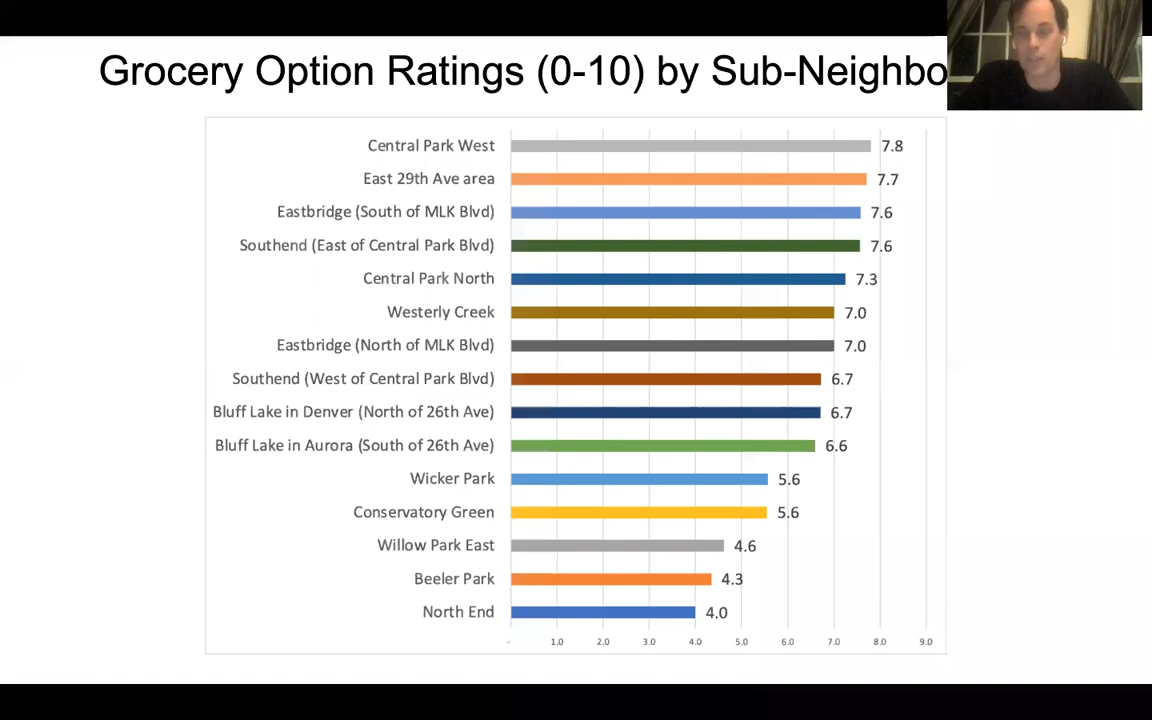 Grocery Option Ratings (0-10) by Sub-Neighbo
Central Park West 7.8
East 29th Ave area 7.7
Eastbridge (South of MLK Blvd) 7.6
Southend (East of Central Park Blvd) 7.6
Central Park North 7.3
Westerly Creek 7.0
Eastbridge (North of MLK Blvd) 7.0
Southend (West of Central Park Blvd) 6.7
Bluff Lake in Denver (North of 26th Ave) 6.7
Bluff Lake in Aurora (South of 26th Ave) 6.6
Wicker Park 5.6
Conservatory Green 5.6
Willow Park East 4.6
Beeler Park 4.3
North End 4.0
- 1.0 2.0 3.0 4.0 5.0 6.0 7.0 8.0 9.0